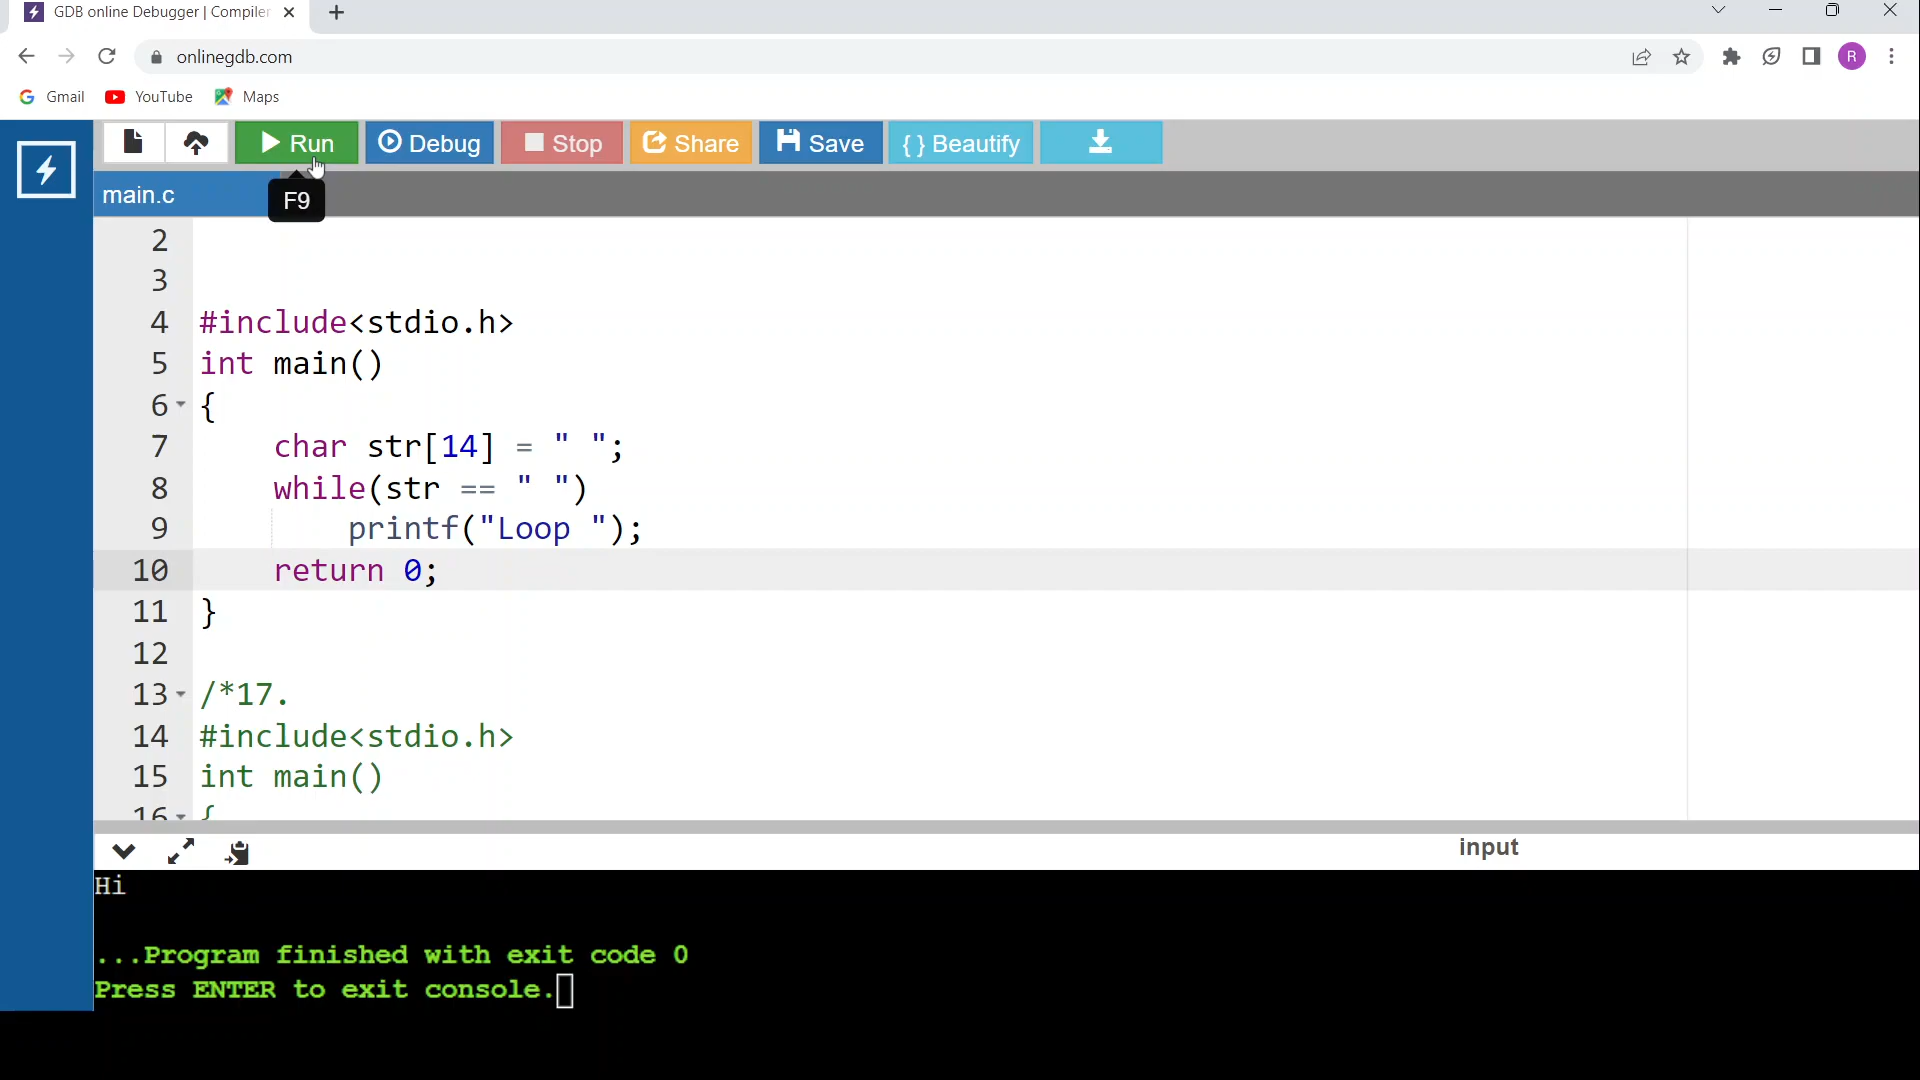 GDB online Debugger | Compiler
onlinegdb.com
R
Gmail YouTube Maps
Run Debug Stop Share Save { } Beautify
main.c
F9
2
3
4 #include<stdio.h>
5 int main()
6 {
7 char str[14] = " ";
8 while(str == " ")
9 printf("Loop ");
10 return 0;
11 }
12
13 /*17.
14 #include<stdio.h>
15 int main()
16 {
input
Hi
...Program finished with exit code 0
Press ENTER to exit console.